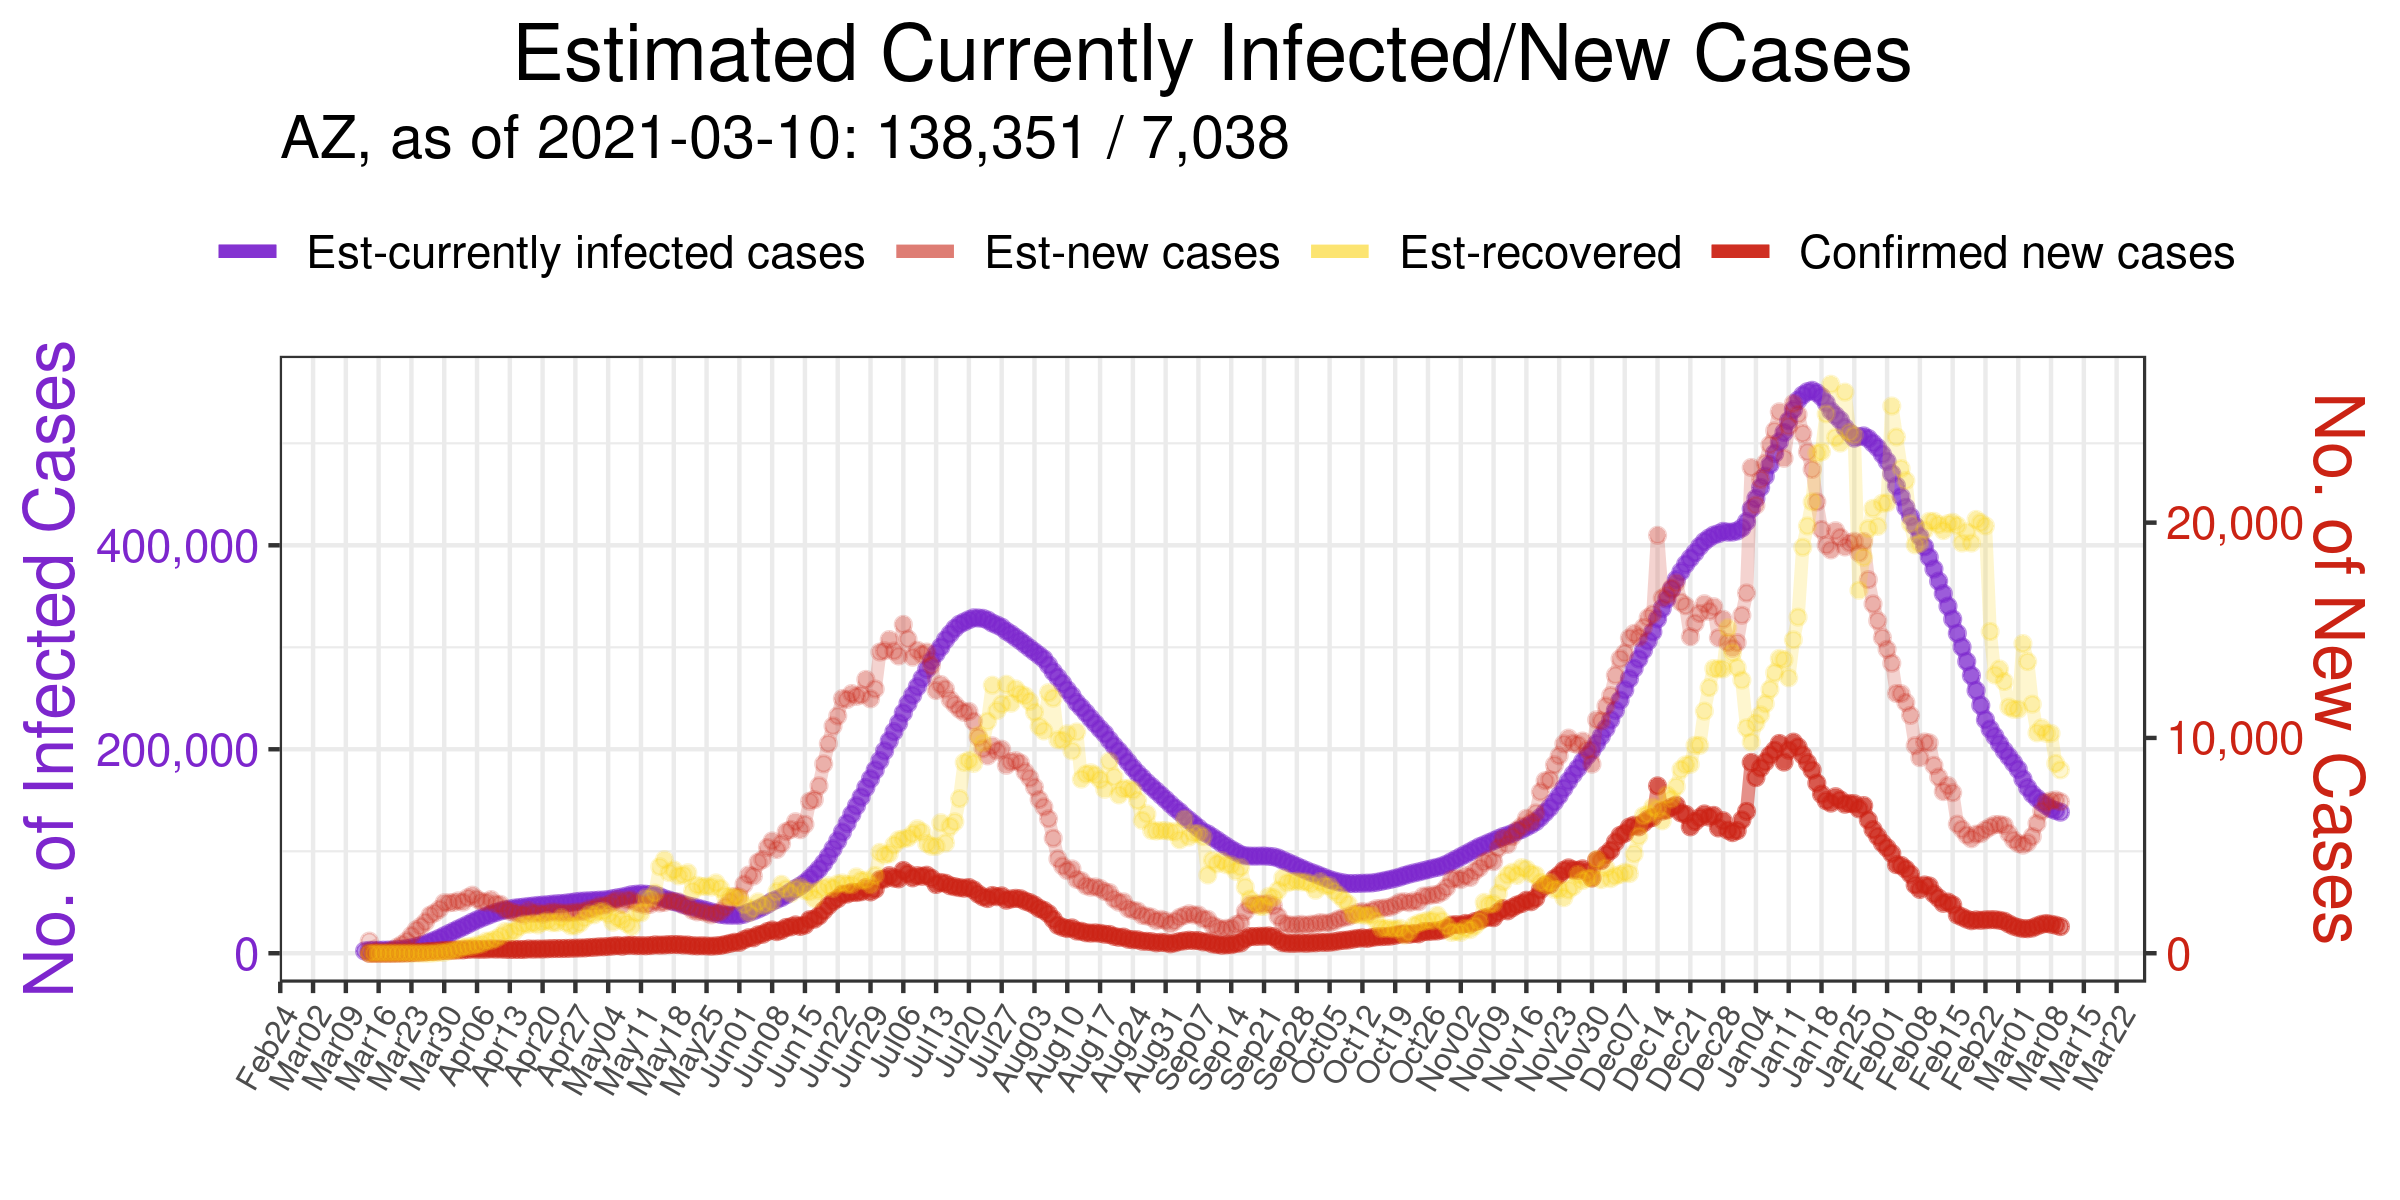 Estimated Currently Infected/New Cases
AZ, as of 2021-03-10: 138,351 / 7,038
Est-currently infected cases Est-new cases Est-recovered Confirmed new cases
No. of Infected Cases
400,000
200,000
0
20,000
10,000
0
No. of New Cases
Feb24 Mar02 Mar09 Mar16 Mar23 Mar30 Apr06 Apr13 Apr20 Apr27 May04 May11 May18 May25 Jun01 Jun08 Jun15 Jun22 Jun29 Jul06 Jul13 Jul20 Jul27 Aug03 Aug10 Aug17 Aug24 Aug31 Sep07 Sep14 Sep21 Sep28 Oct05 Oct12 Oct19 Oct26 Nov02 Nov09 Nov16 Nov23 Nov30 Dec07 Dec14 Dec21 Dec28 Jan04 Jan11 Jan18 Jan25 Feb01 Feb08 Feb15 Feb22 Mar01 Mar08 Mar15 Mar22